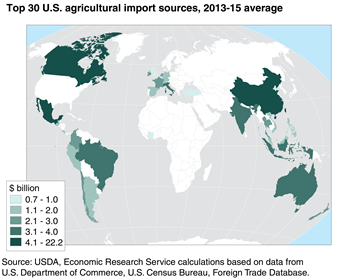 Top 30 U.S. agricultural import sources, 2013-15 average
$ billion
0.7 - 1.0
1.1 - 2.0
2.1 - 3.0
3.1 - 4.0
4.1 - 22.2
Source: USDA, Economic Research Service calculations based on data from
U.S. Department of Commerce, U.S. Census Bureau, Foreign Trade Datablase.